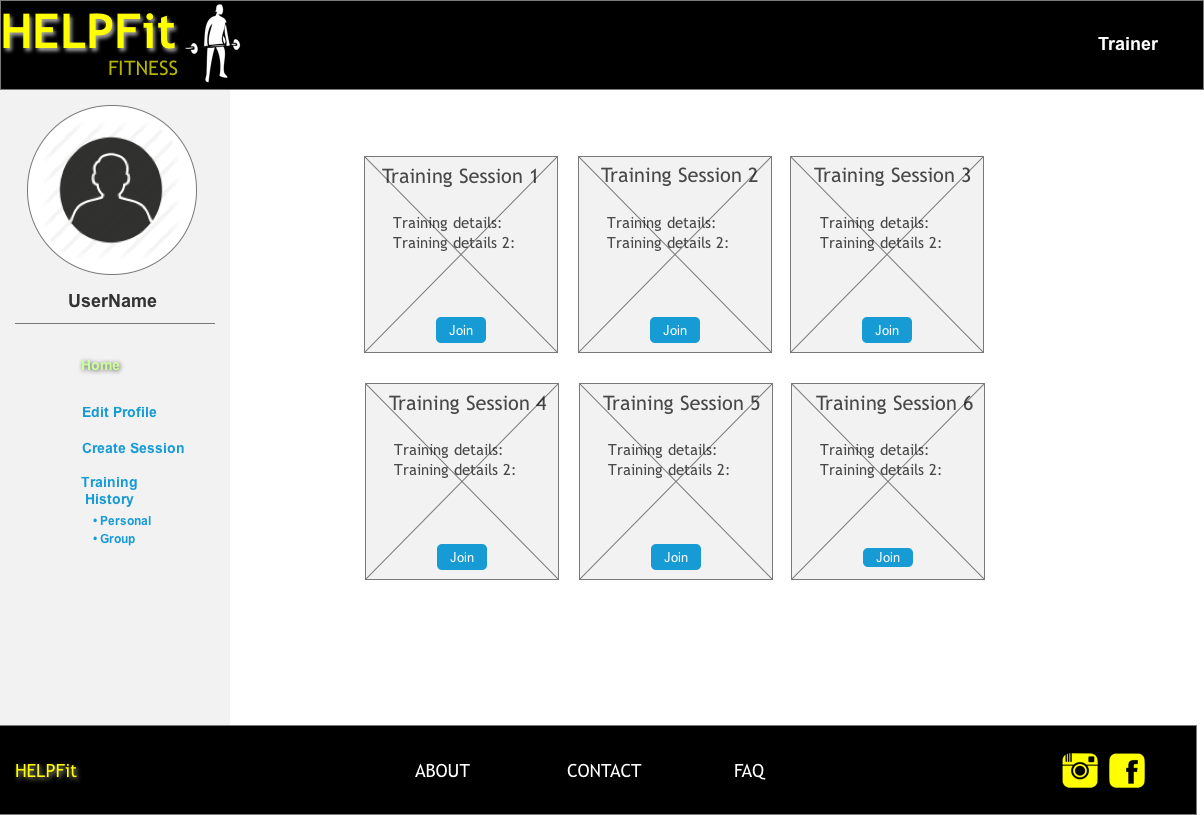 HELPFit
FITNESS
Trainer
UserName
Home
Edit Profile
Create Session
Training
History
• Personal
• Group
Training Session 1
Training details:
Training details 2:
Join
Training Session 2
Training details:
Training details 2:
Join
Training Session 3
Training details:
Training details 2:
Join
Training Session 4
Training details:
Training details 2:
Join
Training Session 5
Training details:
Training details 2:
Join
Training Session 6
Training details:
Training details 2:
Join
HELPFit
ABOUT
CONTACT
FAQ